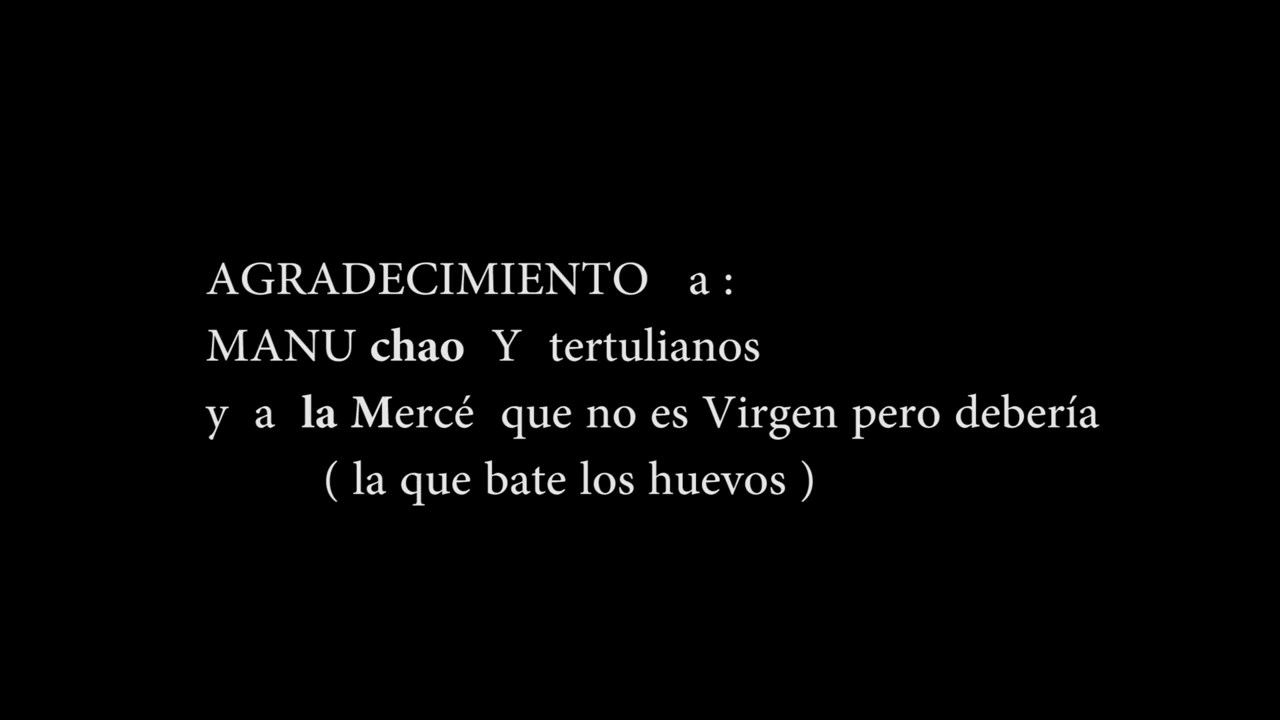 AGRADECIMIENTO a :
MANU chao Y tertulianos
y a la Mercé que no es Virgen pero debería
( la que bate los huevos )